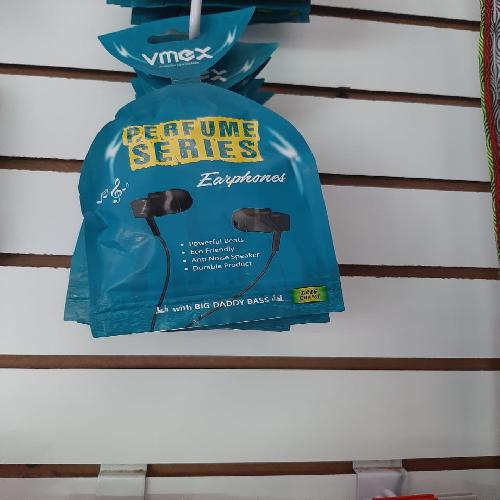 vmex
PERFUME
SERIES
Earphones
• Powerful Beats
• Eco Friendly
• Anti Noise Speaker
• Durable Product
with BIG DADDY BASS